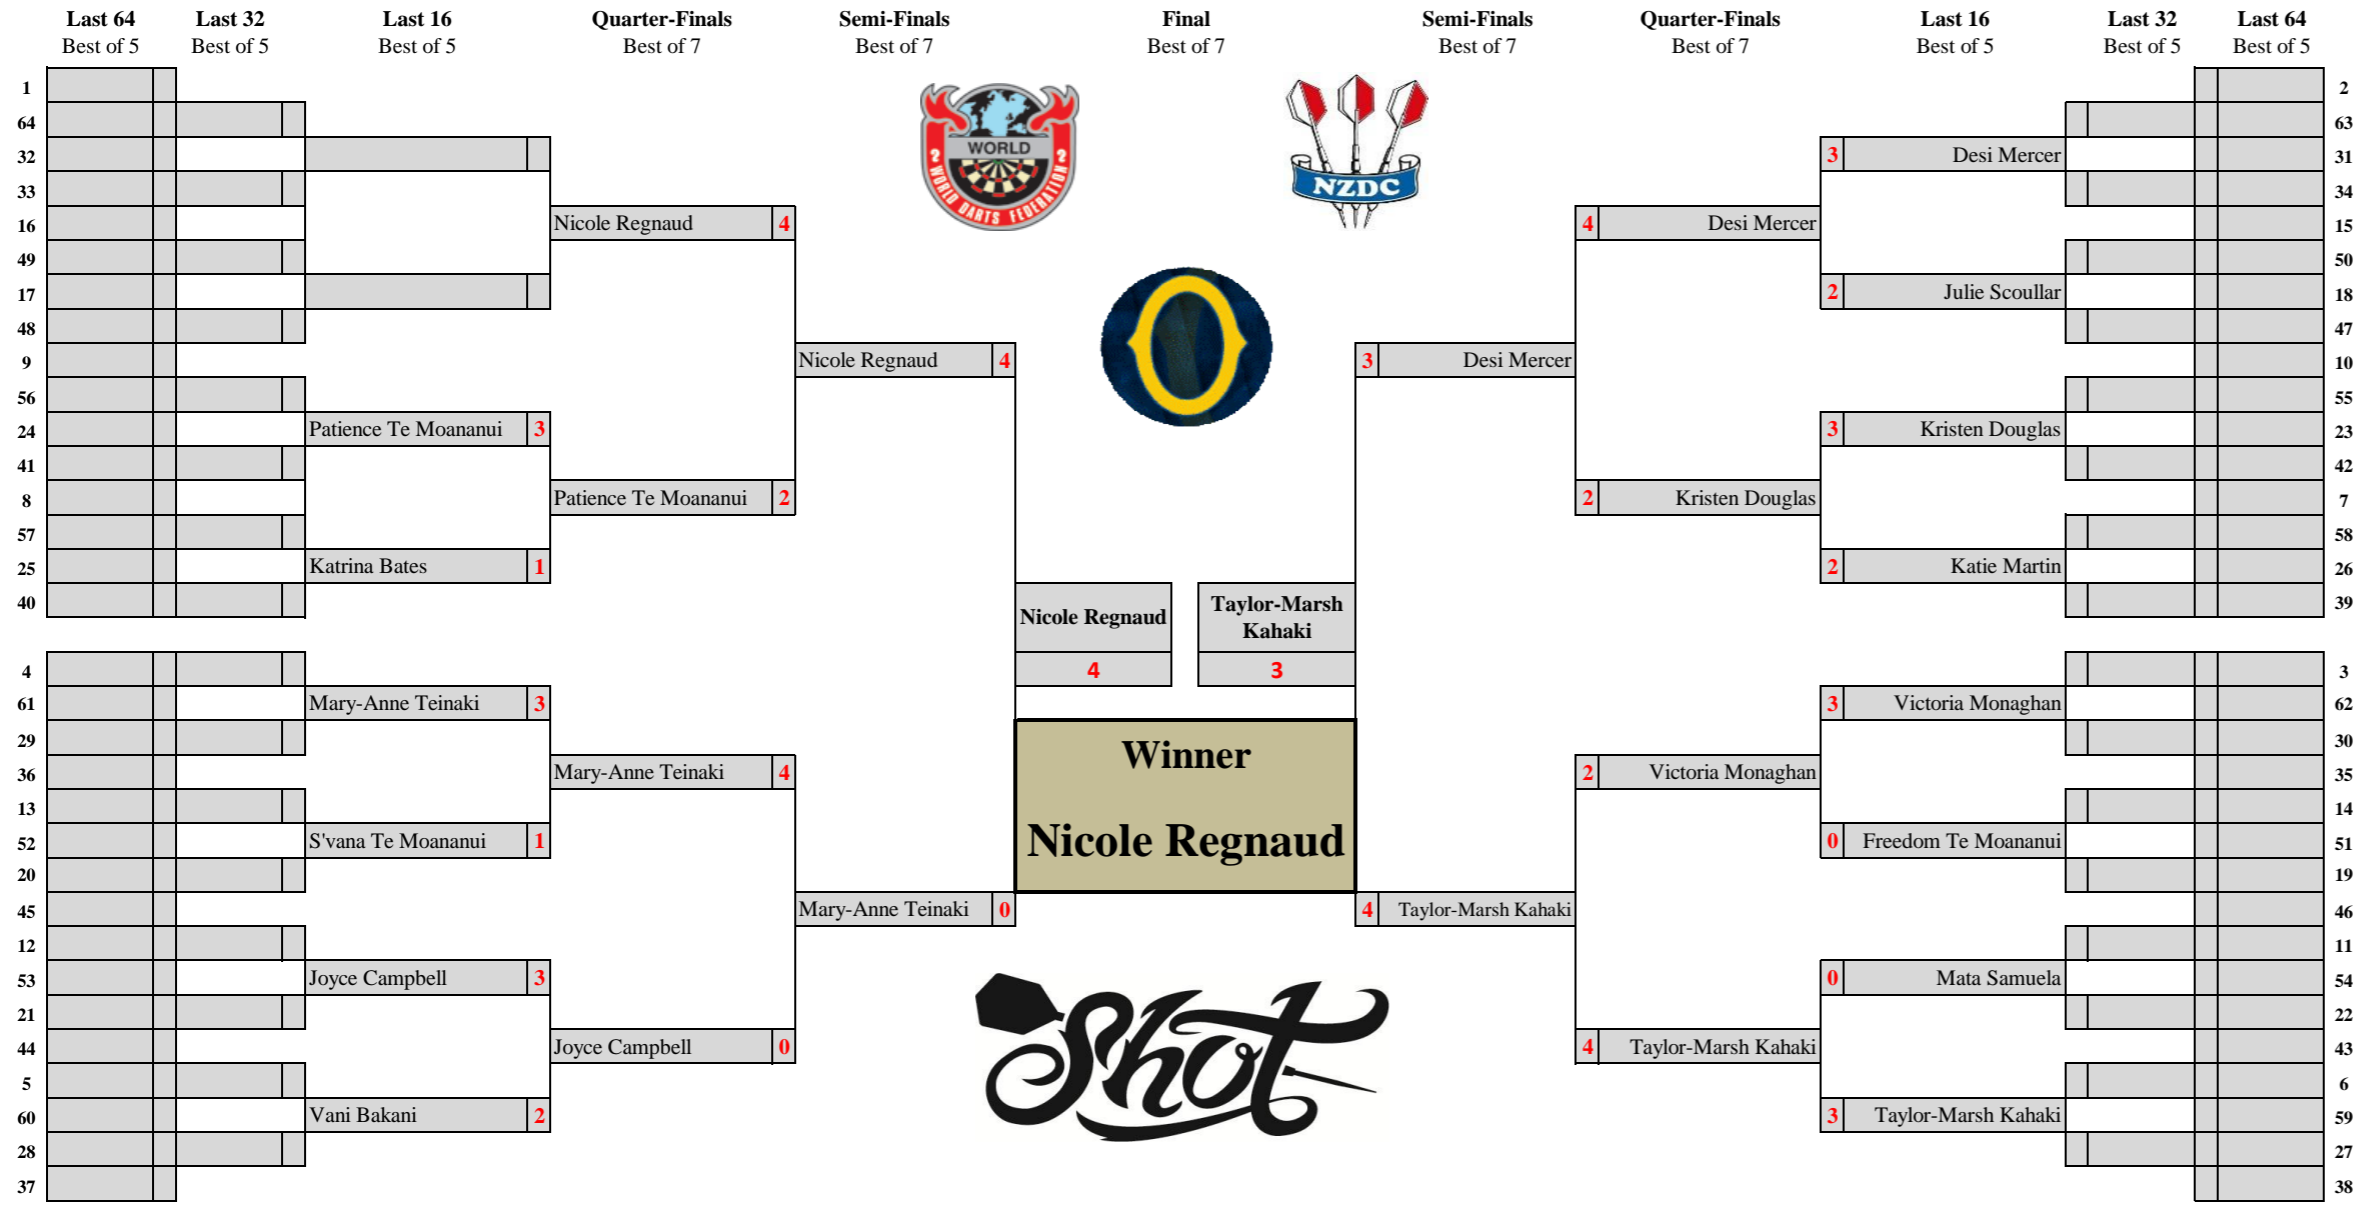 Last 64 Last 32 Last 16 Quarter-Finals Semi-Finals Final Semi-Finals Quarter-Finals Last 16 Last 32 Last 64
Best of 5 Best of 5 Best of 5 Best of 7 Best of 7 Best of 7 Best of 7 Best of 7 Best of 5 Best of 5 Best of 5
1 2
64 63
32 WORLD 3 Desi Mercer 31
33 2 WORLD DARTS FEDERATION 2 NZDC 34
16 Nicole Regnaud 4 4 Desi Mercer 15
49 50
17 2 Julie Scoullar 18
48 47
9 Nicole Regnaud 4 O 3 Desi Mercer 10
56 55
24 Patience Te Moananui 3 3 Kristen Douglas 23
41 42
8 Patience Te Moananui 2 2 Kristen Douglas 7
57 58
25 Katrina Bates 1 2 Katie Martin 26
40 Nicole Regnaud Taylor-Marsh Kahaki 39
4 4 3 3
61 Mary-Anne Teinaki 3 3 Victoria Monaghan 62
29 Winner 30
36 Mary-Anne Teinaki 4 2 Victoria Monaghan 35
13 14
52 S'vana Te Moananui 1 Nicole Regnaud 0 Freedom Te Moananui 51
20 19
45 Mary-Anne Teinaki 0 4 Taylor-Marsh Kahaki 46
12 11
53 Joyce Campbell 3 0 Mata Samuela 54
21 22
44 Joyce Campbell 0 Shot 4 Taylor-Marsh Kahaki 43
5 6
60 Vani Bakani 2 3 Taylor-Marsh Kahaki 59
28 27
37 38